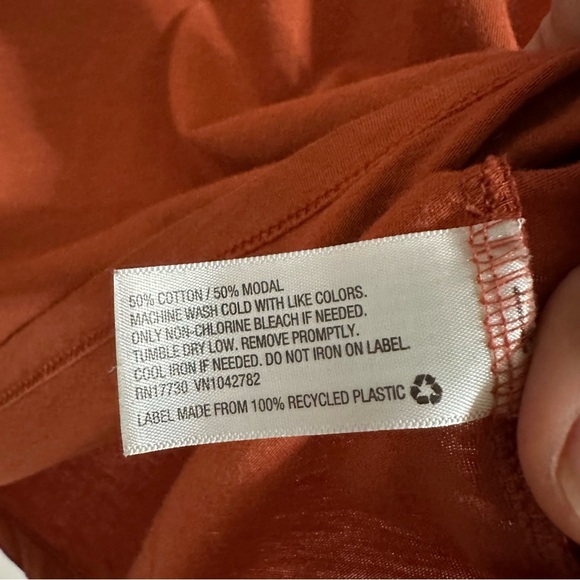 50% COTTON / 50% MODAL
MACHINE WASH COLD WITH LIKE COLORS.
ONLY NON-CHLORINE BLEACH IF NEEDED.
TUMBLE DRY LOW. REMOVE PROMPTLY.
COOL IRON IF NEEDED. DO NOT IRON ON LABEL.
RN17730 VN1042782
LABEL MADE FROM 100% RECYCLED PLASTIC